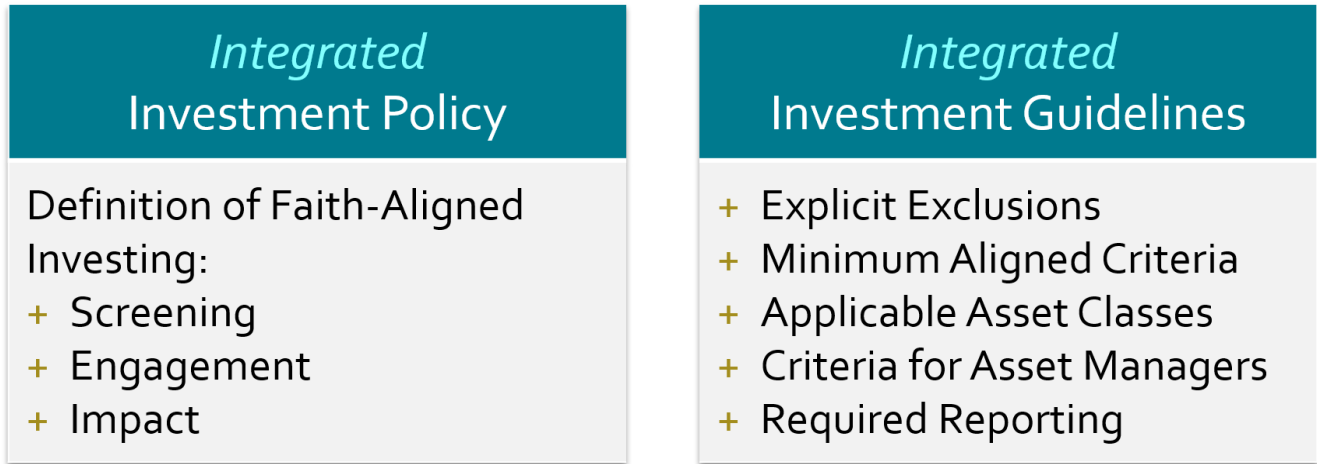 Integrated
Investment Policy
Definition of Faith-Aligned
Investing:
+ Screening
+ Engagement
+ Impact
Integrated
Investment Guidelines
+ Explicit Exclusions
+ Minimum Aligned Criteria
+ Applicable Asset Classes
+ Criteria for Asset Managers
+ Required Reporting